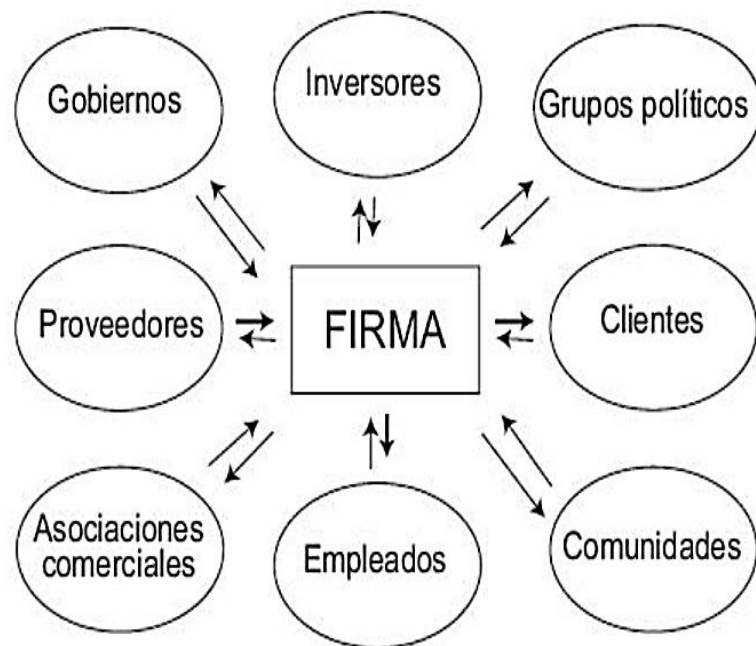 Gobiernos
Inversores
Grupos políticos
Proveedores
FIRMA
Clientes
Asociaciones
comerciales
Empleados
Comunidades